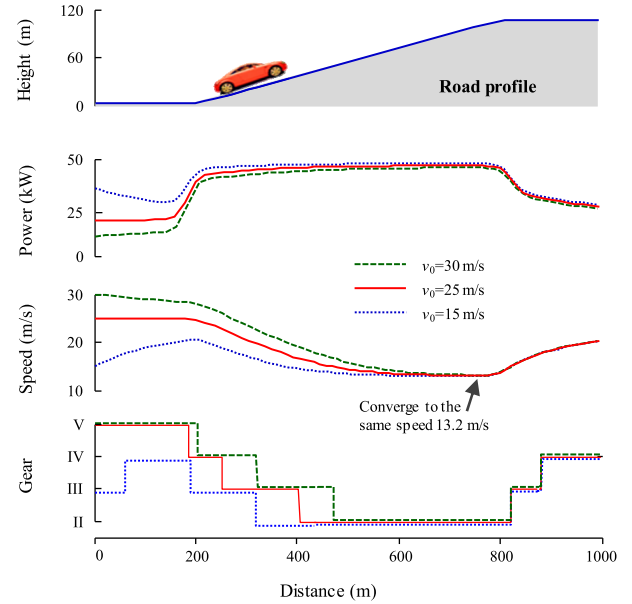 120
60
0
Height (m)
Road profile
50
25
0
Power (kW)
v0=30 m/s
v0=25 m/s
v0=15 m/s
30
20
10
Speed (m/s)
Converge to the
same speed 13.2 m/s
V
IV
III
II
Gear
0 200 400 600 800 1000
Distance (m)